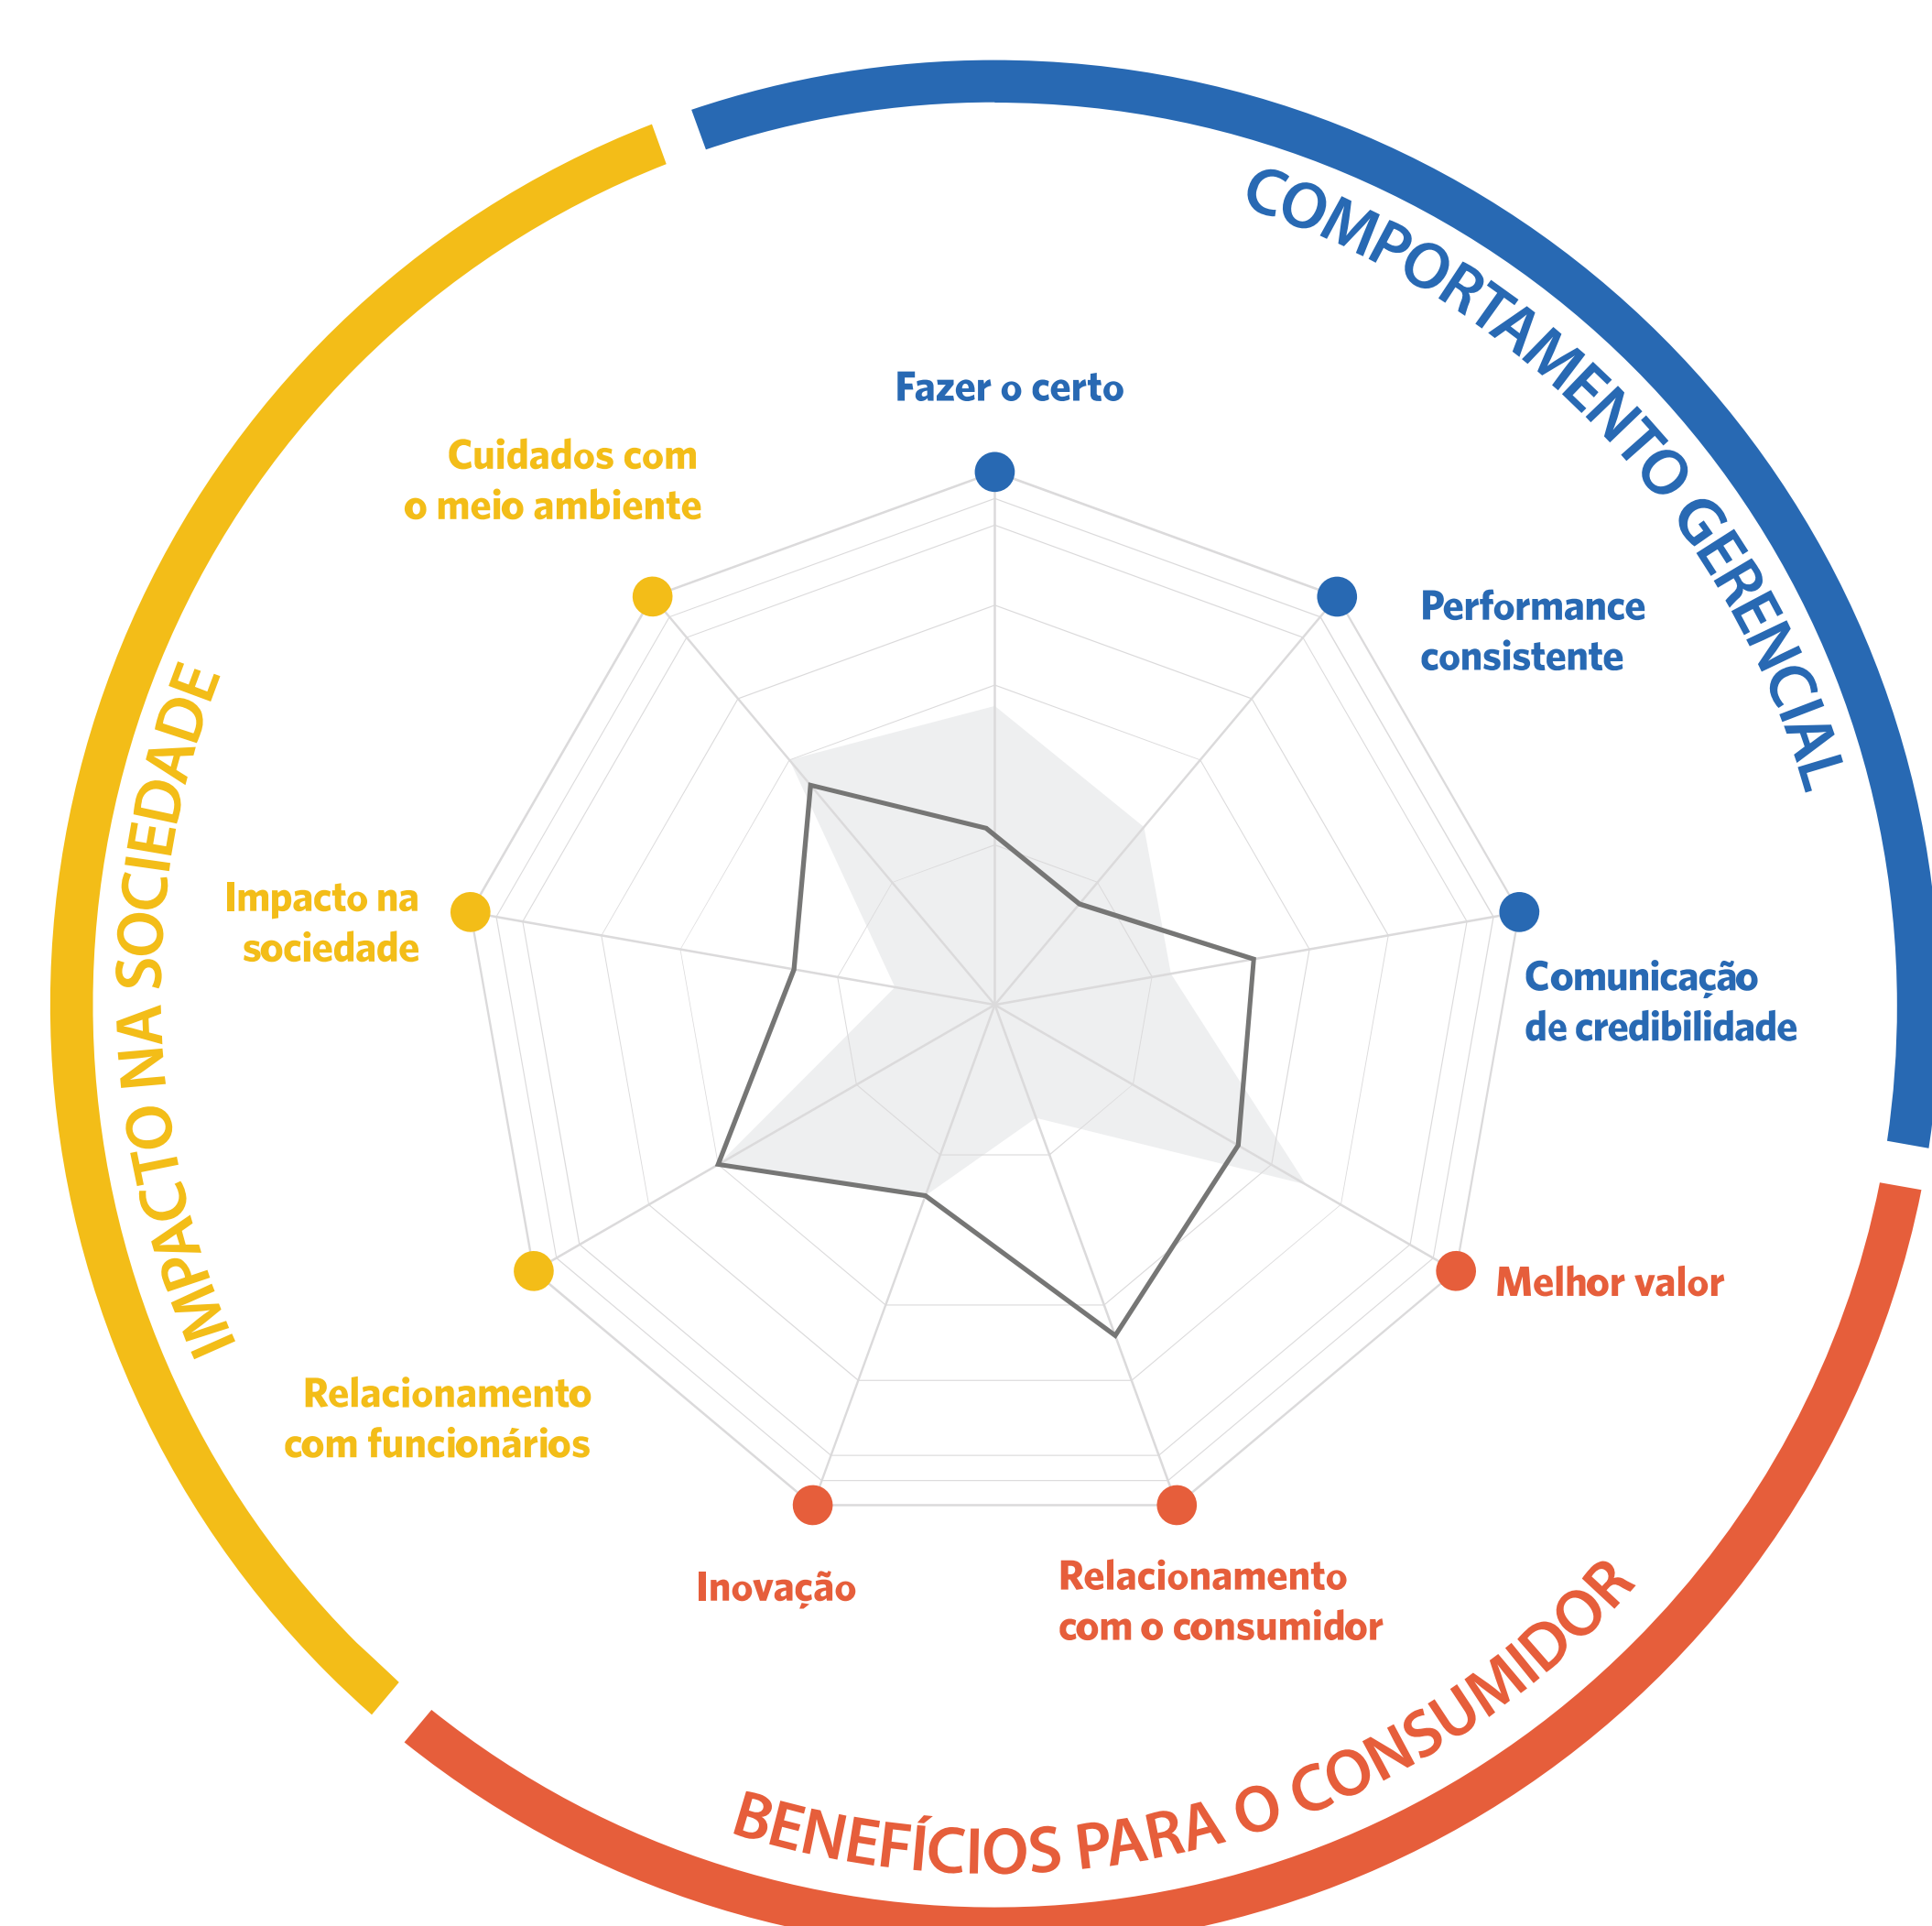 COMPORTAMENTO GERENCIAL
Fazer o certo
Cuidados com
o meio ambiente
Performance
consistente
IMPACTO NA SOCIEDADE
Impacto na
sociedade
Comunicação
de credibilidade
Melhor valor
Relacionamento
com funcionários
Inovação
Relacionamento
com o consumidor
BENEFÍCIOS PARA O CONSUMIDOR